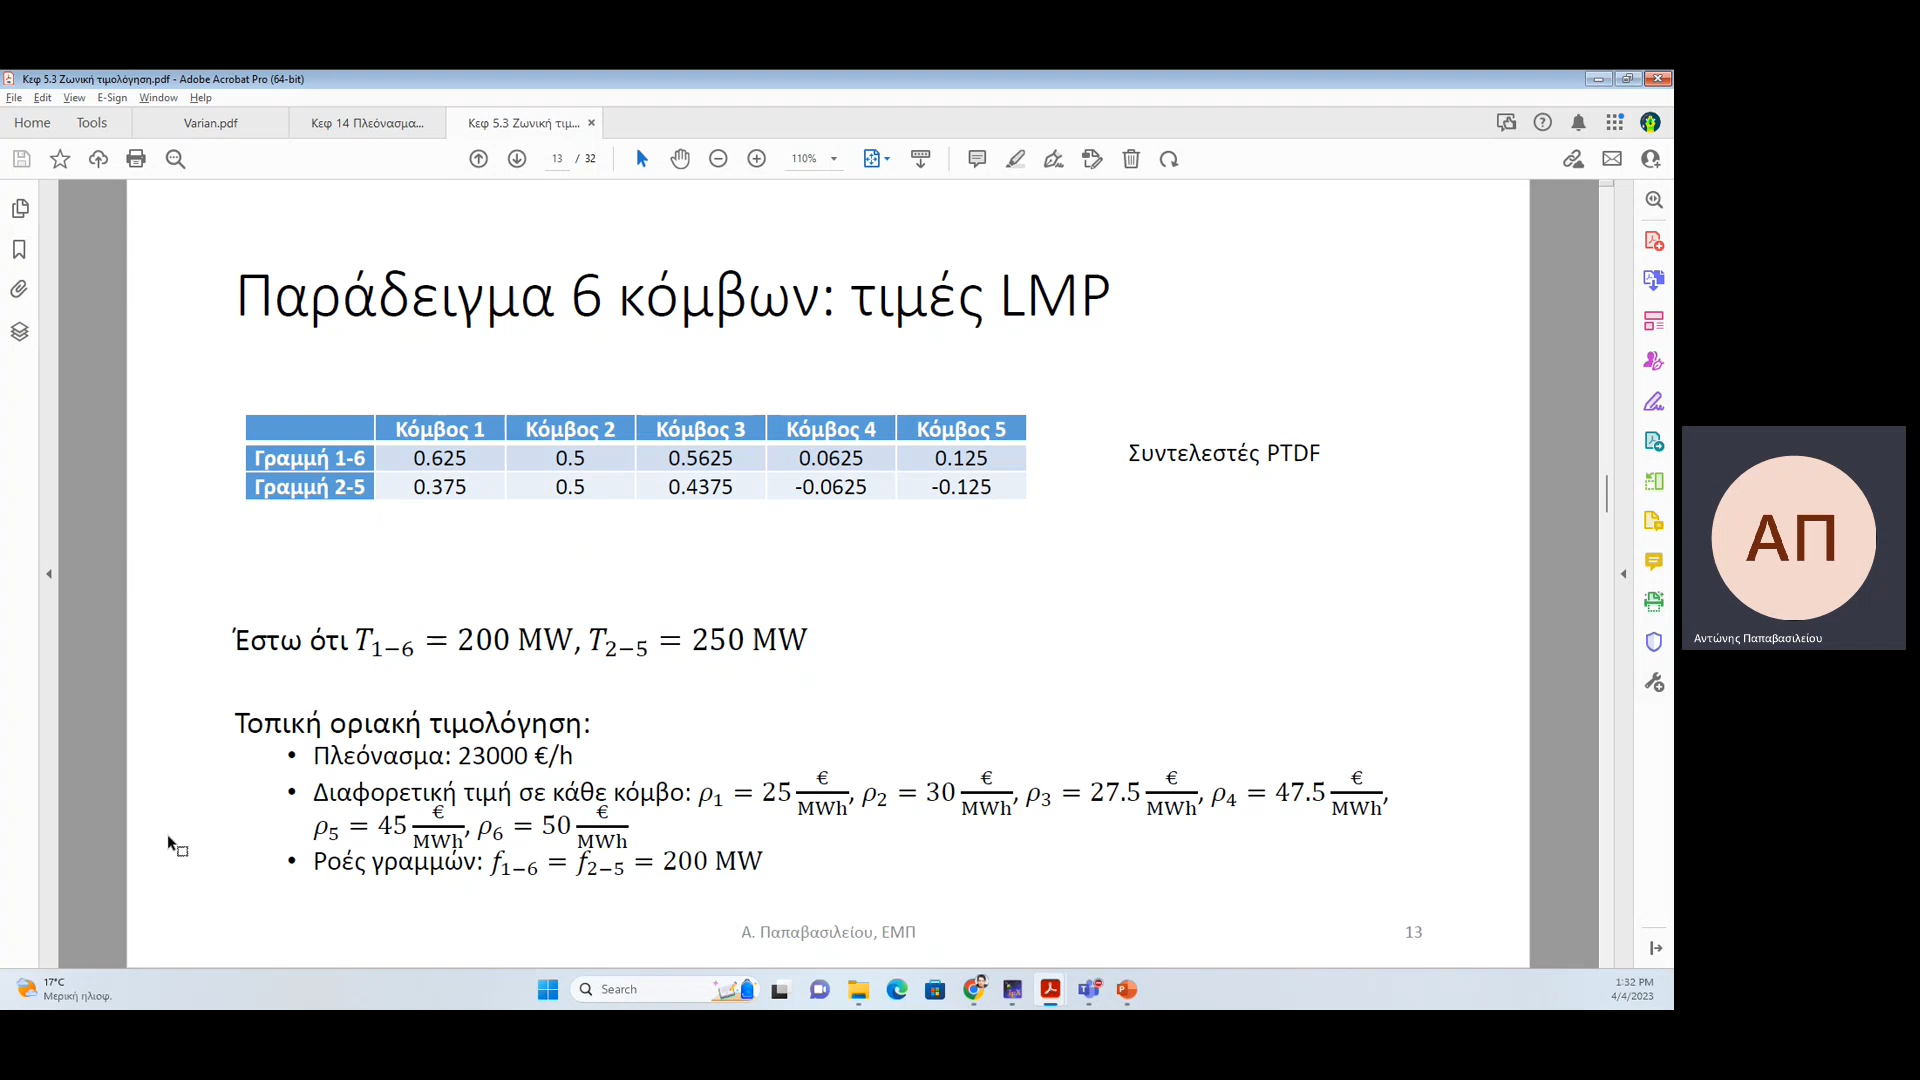 Κεφ 5.3 Ζωνική τιμολόγηση.pdf - Adobe Acrobat Pro (64-bit)
File Edit View E-Sign Window Help
Home Tools Varian.pdf Κεφ 14 Πλεόνασμα... Κεφ 5.3 Ζωνική τιμ... ×
13 / 32 110%
Παράδειγμα 6 κόμβων: τιμές LMP
Κόμβος 1 Κόμβος 2 Κόμβος 3 Κόμβος 4 Κόμβος 5
Γραμμή 1-6 0.625 0.5 0.5625 0.0625 0.125
Γραμμή 2-5 0.375 0.5 0.4375 -0.0625 -0.125
Συντελεστές PTDF
Έστω ότι T₁₋₆ = 200 MW, T₂₋₅ = 250 MW
Τοπική οριακή τιμολόγηση:
• Πλεόνασμα: 23000 €/h
• Διαφορετική τιμή σε κάθε κόμβο: ρ₁ = 25 €/MWh, ρ₂ = 30 €/MWh, ρ₃ = 27.5 €/MWh, ρ₄ = 47.5 €/MWh,
ρ₅ = 45 €/MWh, ρ₆ = 50 €/MWh
• Ροές γραμμών: f₁₋₆ = f₂₋₅ = 200 MW
Α. Παπαβασιλείου, ΕΜΠ 13
ΑΠ
Αντώνης Παπαβασιλείου
17°C
Μερική ηλιοφ.
Search
1:32 PM
4/4/2023